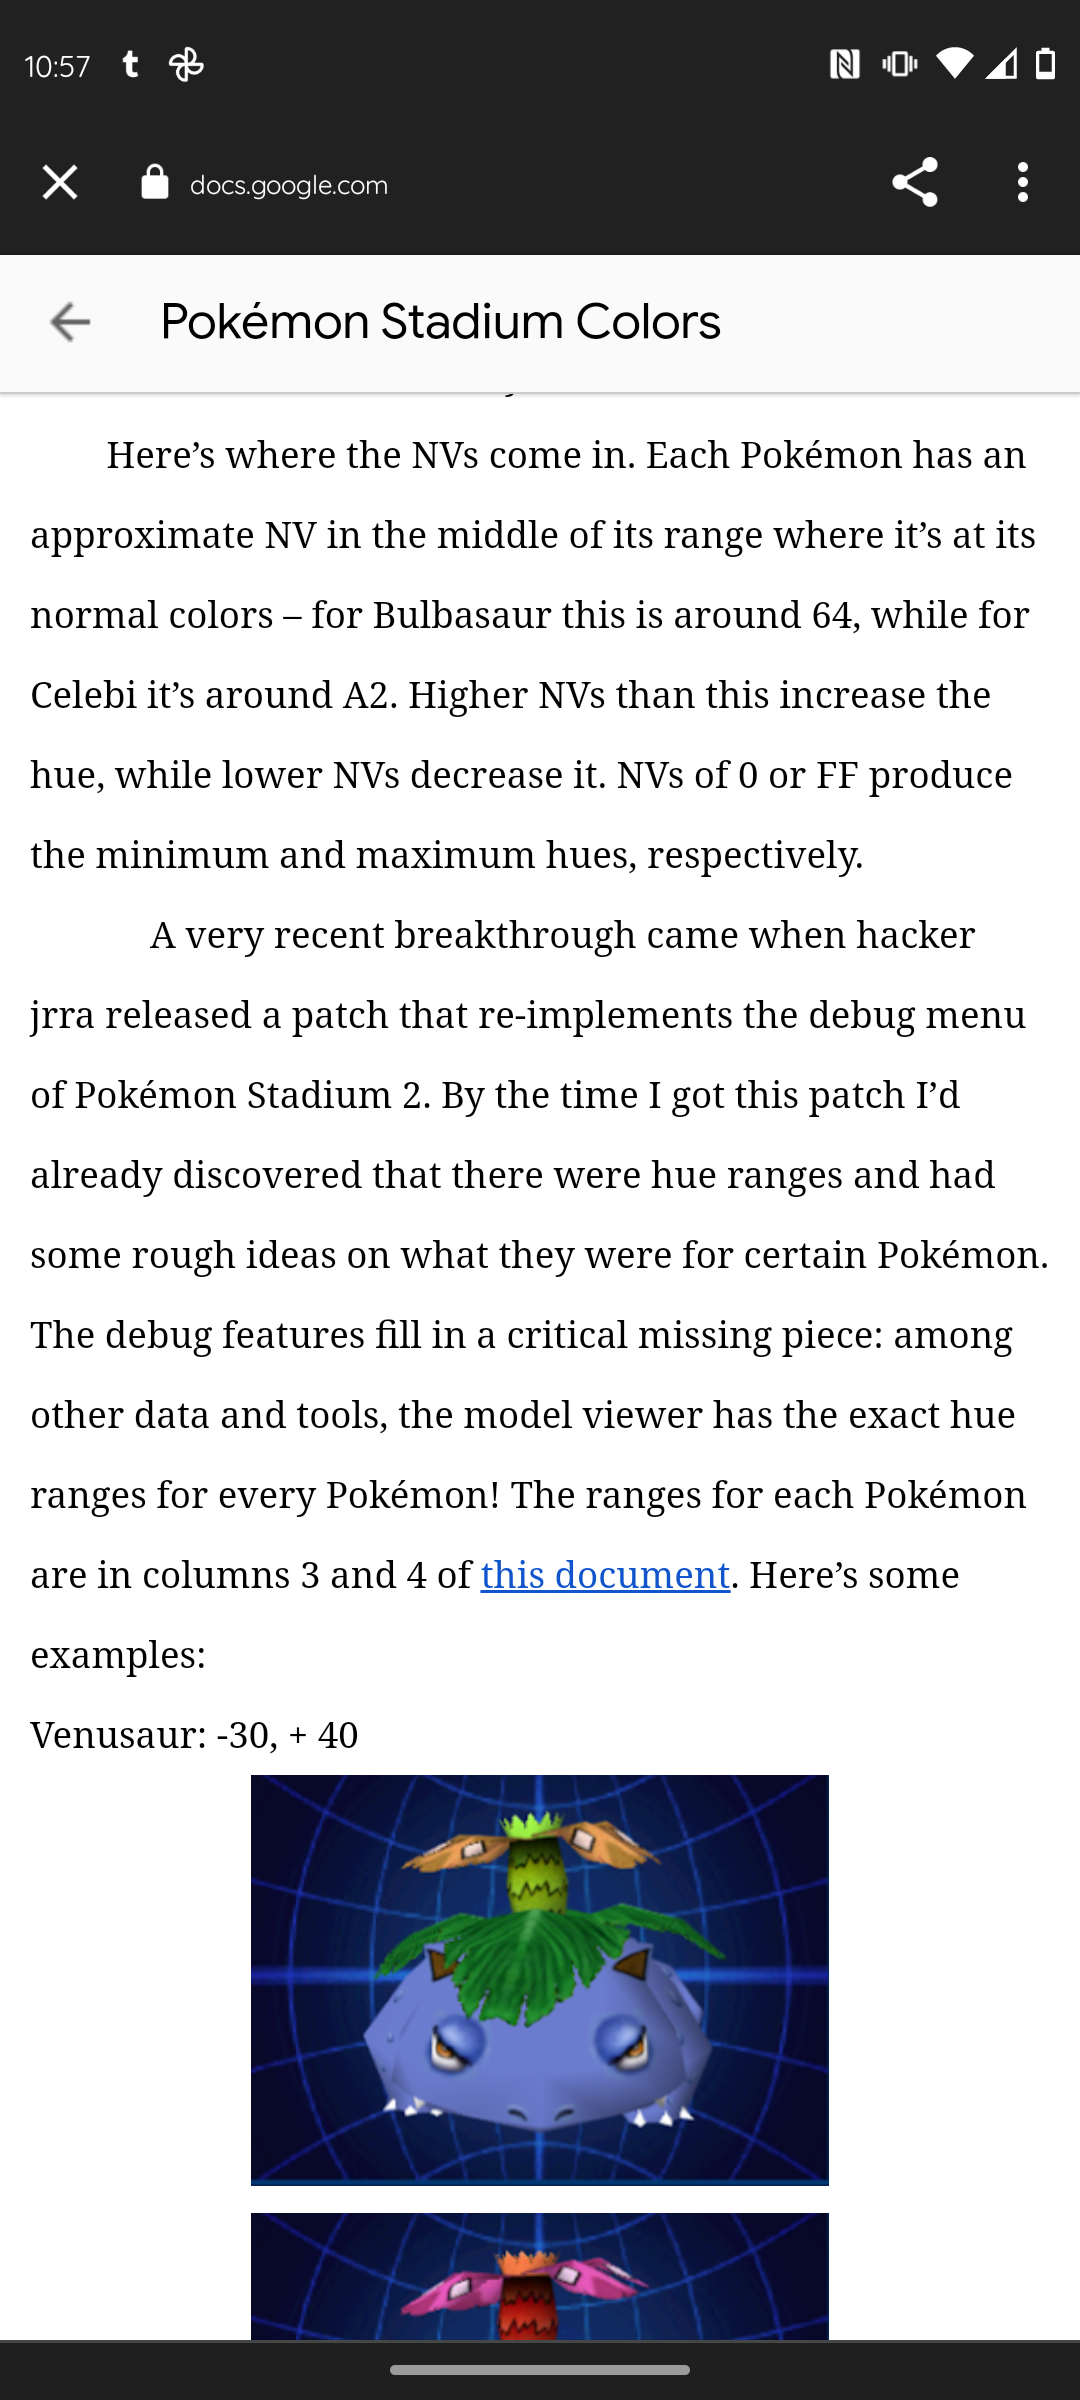 10:57
docs.google.com
Pokémon Stadium Colors
Here’s where the NVs come in. Each Pokémon has an
approximate NV in the middle of its range where it’s at its
normal colors – for Bulbasaur this is around 64, while for
Celebi it’s around A2. Higher NVs than this increase the
hue, while lower NVs decrease it. NVs of 0 or FF produce
the minimum and maximum hues, respectively.
A very recent breakthrough came when hacker
jrra released a patch that re-implements the debug menu
of Pokémon Stadium 2. By the time I got this patch I’d
already discovered that there were hue ranges and had
some rough ideas on what they were for certain Pokémon.
The debug features fill in a critical missing piece: among
other data and tools, the model viewer has the exact hue
ranges for every Pokémon! The ranges for each Pokémon
are in columns 3 and 4 of this document. Here’s some
examples:
Venusaur: -30, + 40